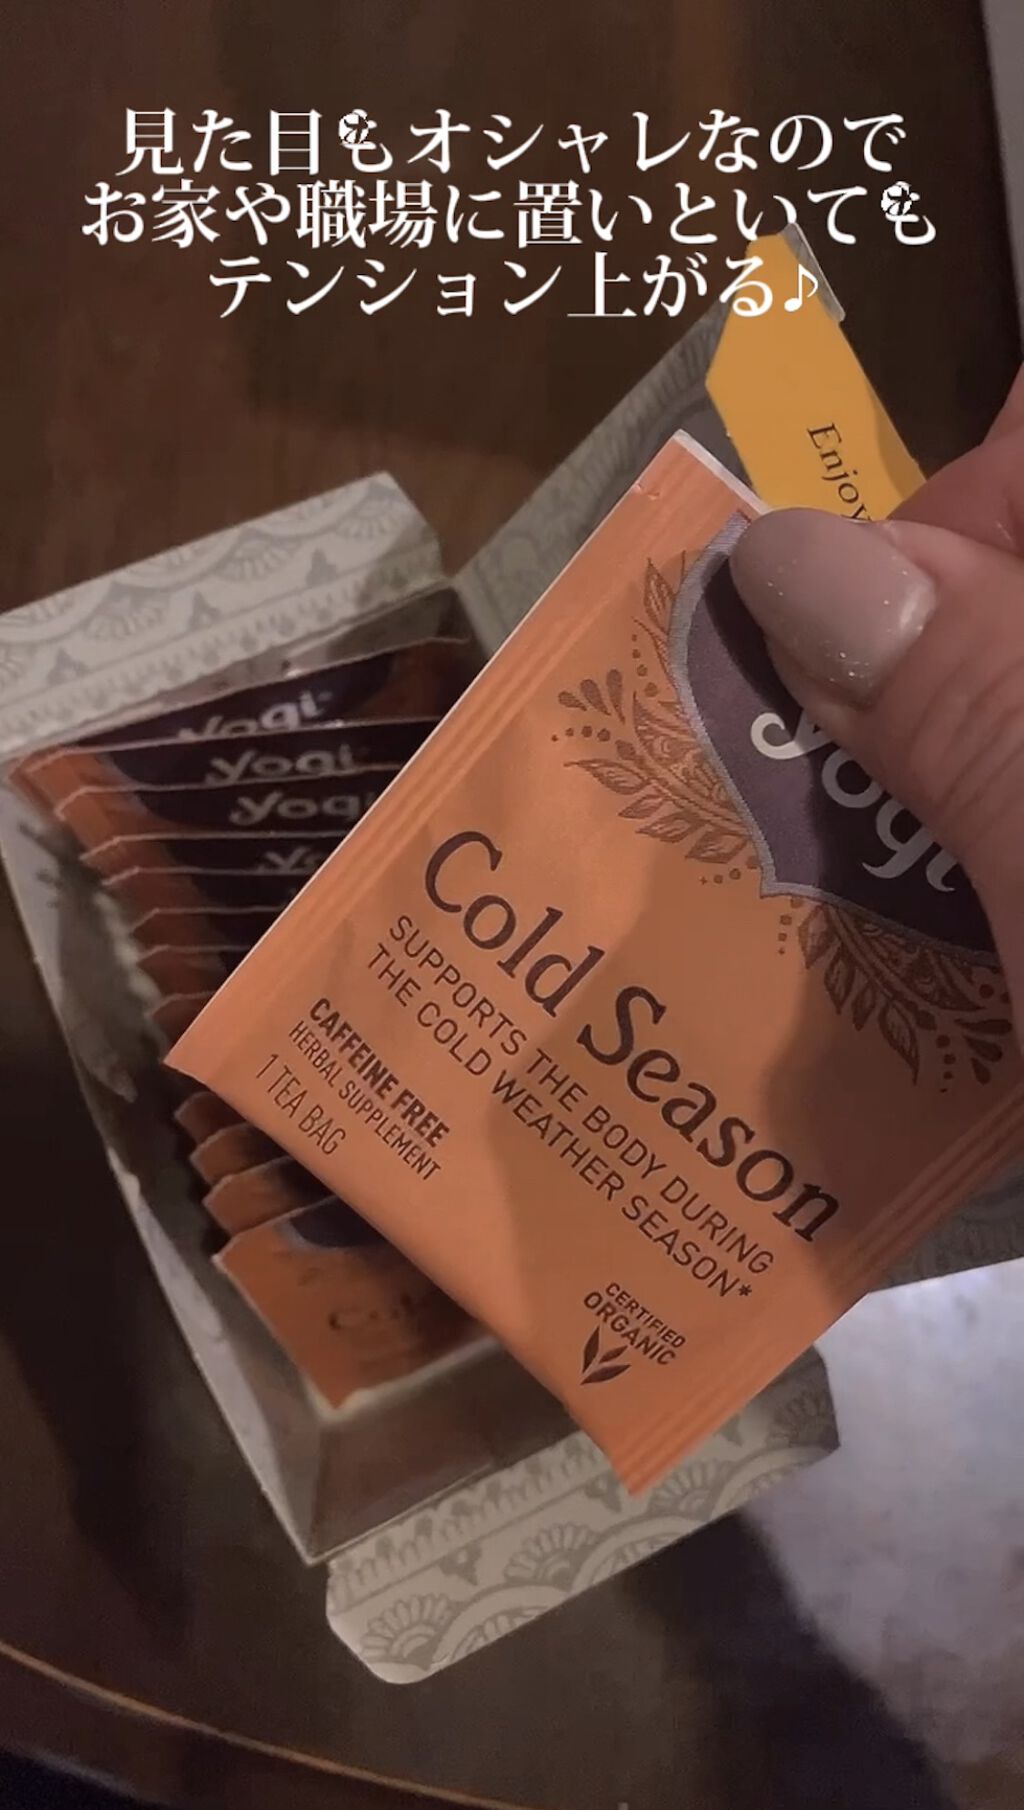 見た目もオシャレなので
お家や職場に置いといても
テンション上がる♪
Enjoy
yogi
yogi
yogi
yogi
Cold Season
SUPPORTS THE BODY DURING
THE COLD WEATHER SEASON*
CAFFEINE FREE
HERBAL SUPPLEMENT
1 TEA BAG
CERTIFIED
ORGANIC